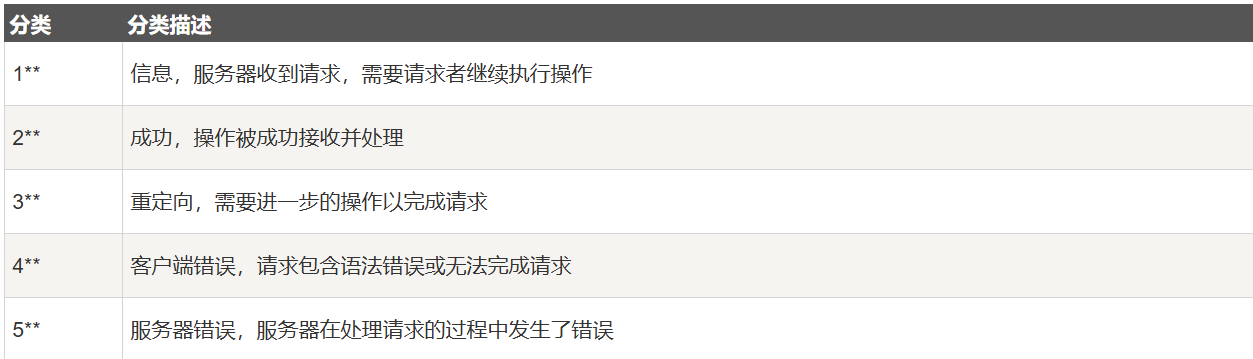 分类 分类描述
1** 信息，服务器收到请求，需要请求者继续执行操作
2** 成功，操作被成功接收并处理
3** 重定向，需要进一步的操作以完成请求
4** 客户端错误，请求包含语法错误或无法完成请求
5** 服务器错误，服务器在处理请求的过程中发生了错误